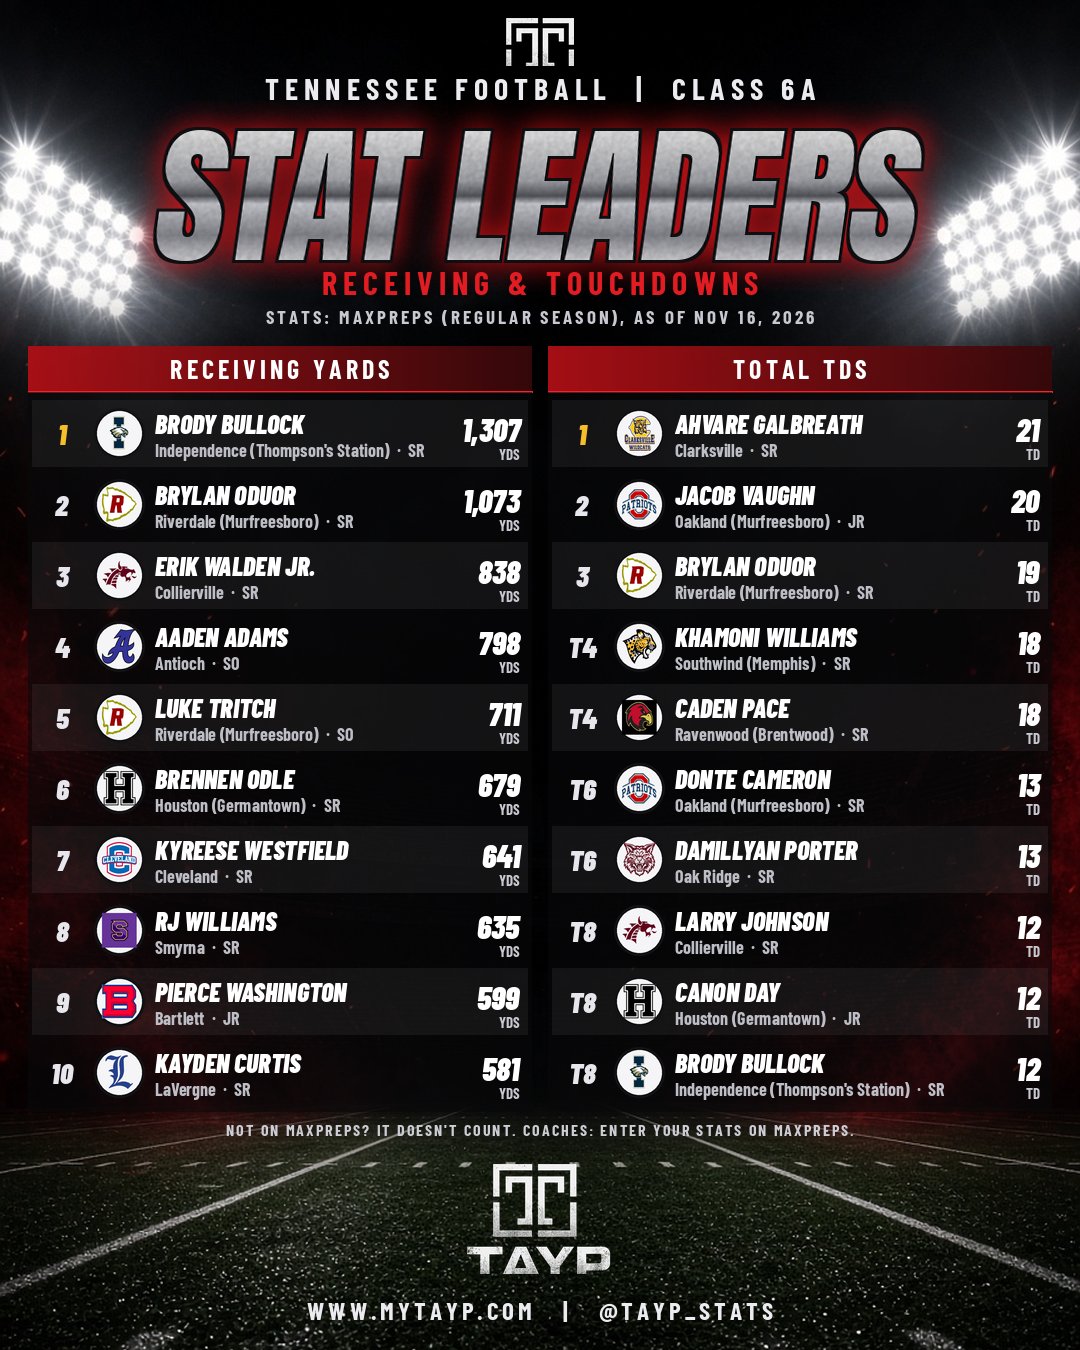 TENNESSEE FOOTBALL | CLASS 6A
STAT LEADERS
RECEIVING & TOUCHDOWNS
STATS: MAXPREPS (REGULAR SEASON), AS OF NOV 16, 2026
RECEIVING YARDS
1 BRODY BULLOCK 1,307
Independence (Thompson's Station) · SR YDS
2 BRYLAN ODUOR 1,073
R
Riverdale (Murfreesboro) · SR YDS
3 ERIK WALDEN JR. 838
Collierville · SR YDS
4 AADEN ADAMS 798
A
Antioch · SO YDS
5 LUKE TRITCH 711
R
Riverdale (Murfreesboro) · SO YDS
6 BRENNEN ODLE 679
H
Houston (Germantown) · SR YDS
7 KYREESE WESTFIELD 641
CLEVELAND
Cleveland · SR YDS
8 RJ WILLIAMS 635
S
Smyrna · SR YDS
9 PIERCE WASHINGTON 599
B
Bartlett · JR YDS
10 KAYDEN CURTIS 581
L
LaVergne · SR YDS
TOTAL TDS
1 AHVARE GALBREATH 21
CLARKSVILLE
WILDCATS
Clarksville · SR TD
2 JACOB VAUGHN 20
PATRIOTS
Oakland (Murfreesboro) · JR TD
3 BRYLAN ODUOR 19
R
Riverdale (Murfreesboro) · SR TD
T4 KHAMONI WILLIAMS 18
Southwind (Memphis) · SR TD
T4 CADEN PACE 18
Ravenwood (Brentwood) · SR TD
T6 DONTE CAMERON 13
PATRIOTS
Oakland (Murfreesboro) · SR TD
T6 DAMILLYAN PORTER 13
Oak Ridge · SR TD
T8 LARRY JOHNSON 12
Collierville · SR TD
T8 CANON DAY 12
H
Houston (Germantown) · JR TD
T8 BRODY BULLOCK 12
Independence (Thompson's Station) · SR TD
NOT ON MAXPREPS? IT DOESN'T COUNT. COACHES: ENTER YOUR STATS ON MAXPREPS.
TAYP
WWW.MYTAYP.COM | @TAYP_STATS